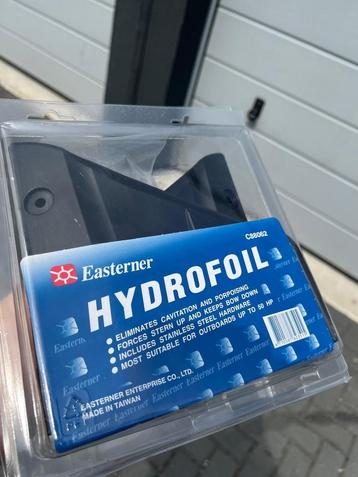 C88062
Easterner
HYDROFOIL
• ELIMINATES CAVITATION AND PORPOISING
• FORCES STERN UP AND KEEPS BOW DOWN
• INCLUDES STAINLESS STEEL HARDWARE
• MOST SUITABLE FOR OUTBOARDS UP TO 50 HP
EASTERNER ENTERPRISE CO., LTD.
MADE IN TAIWAN